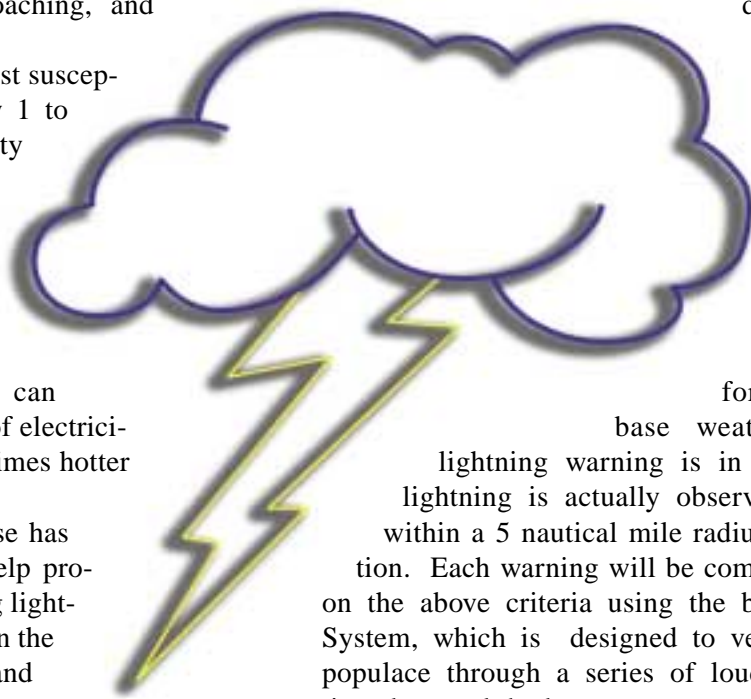 oaching, and
st suscep-
1 to
ty
can
of electrici-
imes hotter
se has
elp pro-
g light-
n the
and
for
base weat
lightning warning is in
lightning is actually observ
within a 5 nautical mile radiu
tion. Each warning will be com
on the above criteria using the b
System, which is designed to ve
populace through a series of lou